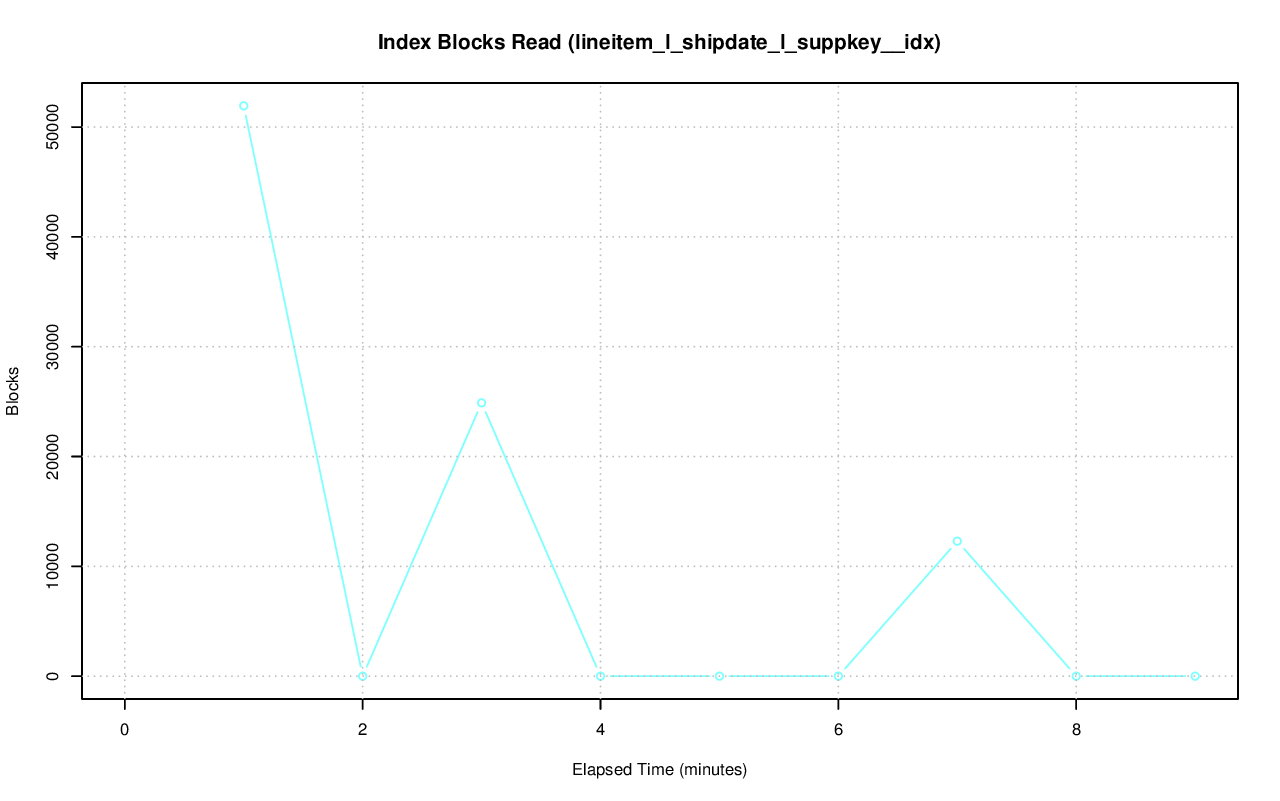 Index Blocks Read (lineitem_l_shipdate_l_suppkey__idx)
50000
40000
30000
20000
10000
0
Blocks
0 2 4 6 8
Elapsed Time (minutes)